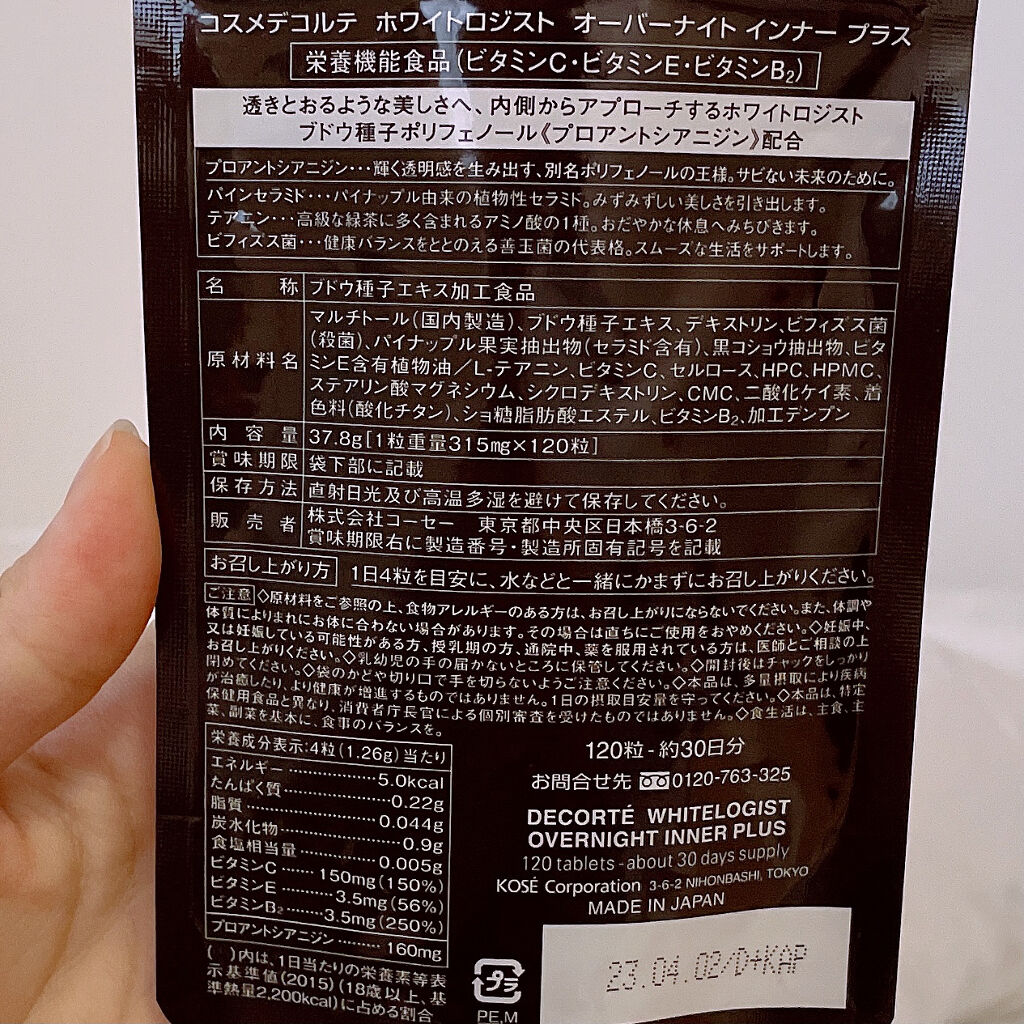 コスメデコルテ ホワイトロジスト オーバーナイト インナー プラス
栄養機能食品(ビタミンC・ビタミンE・ビタミンB₂)
透きとおるような美しさへ、内側からアプローチするホワイトロジスト
ブドウ種子ポリフェノール《プロアントシアニジン》配合
プロアントシアニジン・・・輝く透明感を生み出す、別名ポリフェノールの王様。サビない未来のために。
パインセラミド・・・パイナップル由来の植物性セラミド。みずみずしい美しさを引き出します。
テアニン・・・高級な緑茶に多く含まれるアミノ酸の1種。おだやかな休息へみちびきます。
ビフィズス菌・・・健康バランスをととのえる善玉菌の代表格。スムーズな生活をサポートします。
名称 ブドウ種子エキス加工食品
原材料名 マルチトール(国内製造)、ブドウ種子エキス、デキストリン、ビフィズス菌
(殺菌)、パイナップル果実抽出物(セラミド含有)、黒コショウ抽出物、ビタ
ミンE含有植物油/L-テアニン、ビタミンC、セルロース、HPC、HPMC、
ステアリン酸マグネシウム、シクロデキストリン、CMC、二酸化ケイ素、着
色料(酸化チタン)、ショ糖脂肪酸エステル、ビタミンB₂、加工デンプン
内容量 37.8g[1粒重量315mg×120粒]
賞味期限 袋下部に記載
保存方法 直射日光及び高温多湿を避けて保存してください。
販売者 株式会社コーセー 東京都中央区日本橋3-6-2
賞味期限右に製造番号・製造所固有記号を記載
お召し上がり方 1日4粒を目安に、水などと一緒にかまずにお召し上がりください。
ご注意 ◇原材料をご参照の上、食物アレルギーのある方は、お召し上がりにならないでください。また、体調や
体質によりまれにお体に合わない場合があります。その場合は直ちにご使用をおやめください。◇妊娠中、
又は妊娠している可能性がある方、授乳期の方、通院中、薬を服用されている方は、医師とご相談の上
お召し上がりください。◇乳幼児の手の届かないところに保管してください。◇開封後はチャックをしっかり
閉めてください。◇袋のかどや切り口で手を切らないようご注意ください。◇本品は、多量摂取により疾病
が治癒したり、より健康が増進するものではありません。1日の摂取目安量を守ってください。◇本品は、特定
保健用食品と異なり、消費者庁長官による個別審査を受けたものではありません。◇食生活は、主食、主
菜、副菜を基本に、食事のバランスを。
栄養成分表示:4粒(1.26g)当たり
エネルギー 5.0kcal
たんぱく質 0.22g
脂質 0.044g
炭水化物 0.9g
食塩相当量 0.005g
ビタミンC 150mg(150%)
ビタミンE 3.5mg(56%)
ビタミンB₂ 3.5mg(250%)
プロアントシアニジン 160mg
( )内は、1日当たりの栄養素等表
示基準値(2015)(18歳以上、基
準熱量2,200kcal)に占める割合
120粒-約30日分
お問合せ先 0120-763-325
DECORTÉ WHITELOGIST
OVERNIGHT INNER PLUS
120 tablets - about 30 days supply
KOSÉ Corporation 3-6-2 NIHONBASHI, TOKYO
MADE IN JAPAN
プラ
PE,M
23.04.02/D+KAP